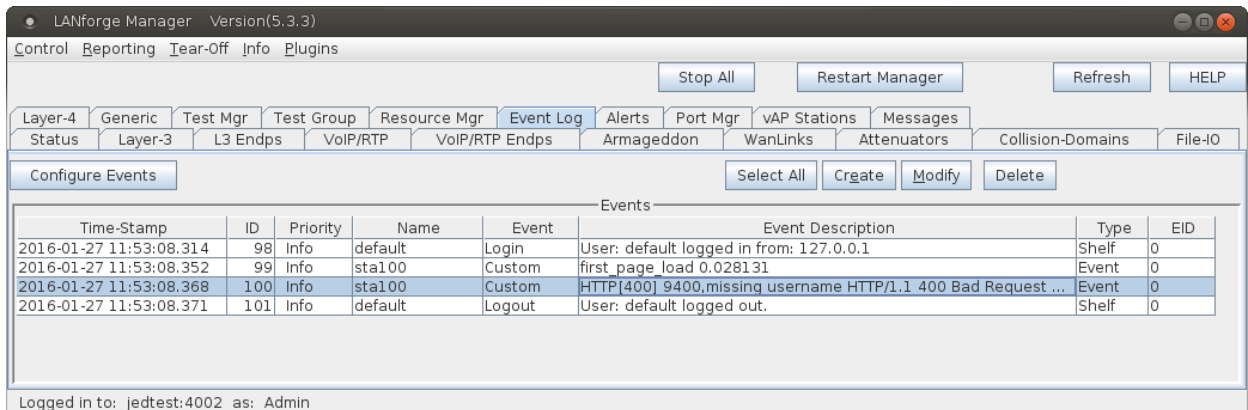 LANforge Manager Version(5.3.3)
Control Reporting Tear-Off Info Plugins
Stop All Restart Manager Refresh HELP
Layer-4 Generic Test Mgr Test Group Resource Mgr Event Log Alerts Port Mgr vAP Stations Messages
Status Layer-3 L3 Endps VoIP/RTP VoIP/RTP Endps Armageddon WanLinks Attenuators Collision-Domains File-IO
Configure Events Select All Create Modify Delete
Events
Time-Stamp ID Priority Name Event Event Description Type EID
2016-01-27 11:53:08.314 98 Info default Login User: default logged in from: 127.0.0.1 Shelf 0
2016-01-27 11:53:08.352 99 Info sta100 Custom first_page_load 0.028131 Event 0
2016-01-27 11:53:08.368 100 Info sta100 Custom HTTP[400] 9400,missing username HTTP/1.1 400 Bad Request ... Event 0
2016-01-27 11:53:08.371 101 Info default Logout User: default logged out. Shelf 0
Logged in to: jedtest:4002 as: Admin